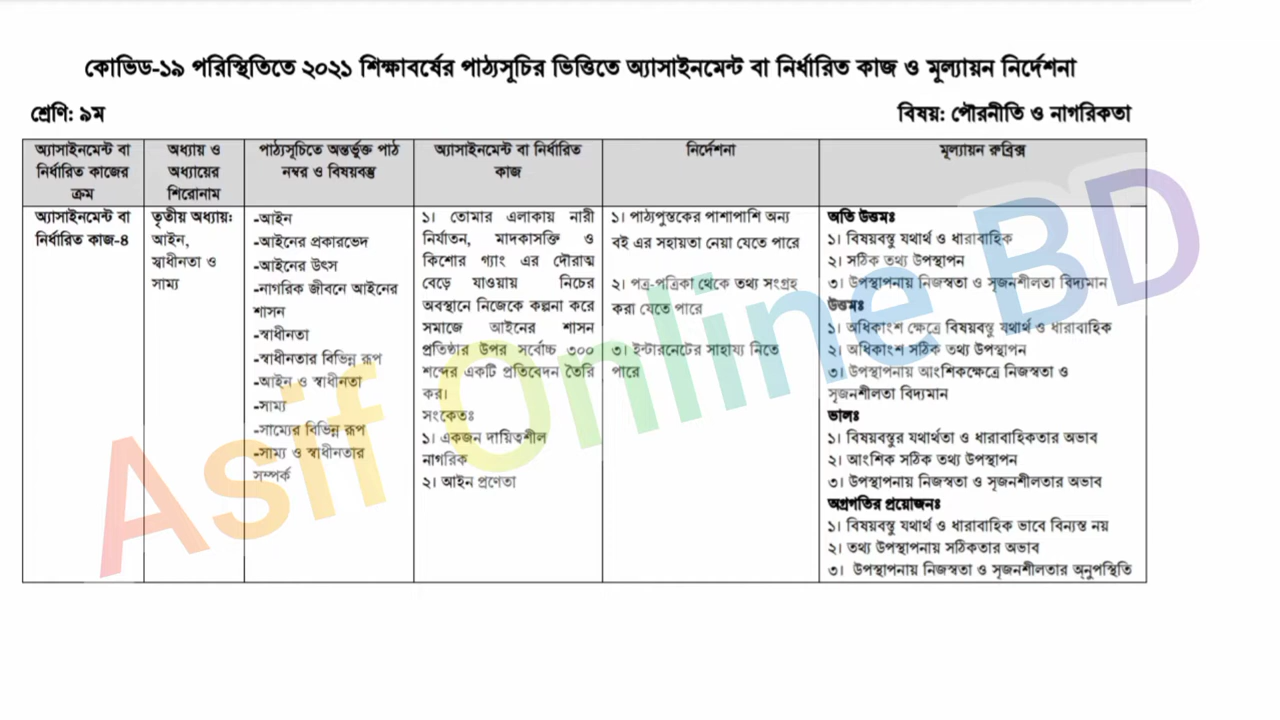 কোভিড-১৯ পরিস্থিতিতে ২০২১ শিক্ষাবর্ষের পাঠ্যসূচির ভিত্তিতে অ্যাসাইনমেন্ট বা নির্ধারিত কাজ ও মূল্যায়ন নির্দেশনা
শ্রেণি: ৯ম
বিষয়: পৌরনীতি ও নাগরিকতা
অ্যাসাইনমেন্ট বা
নির্ধারিত কাজের
ক্রম
অধ্যায় ও
অধ্যায়ের
শিরোনাম
পাঠ্যসূচিতে অন্তর্ভুক্ত পাঠ
নম্বর ও বিষয়বস্তু
অ্যাসাইনমেন্ট বা নির্ধারিত
কাজ
নির্দেশনা
মূল্যায়ন রুব্রিক্স
অ্যাসাইনমেন্ট বা
নির্ধারিত কাজ-৪
তৃতীয় অধ্যায়:
আইন,
স্বাধীনতা ও
সাম্য
-আইন
-আইনের প্রকারভেদ
-আইনের উৎস
-নাগরিক জীবনে আইনের
শাসন
-স্বাধীনতা
-স্বাধীনতার বিভিন্ন রূপ
-আইন ও স্বাধীনতা
-সাম্য
-সাম্যের বিভিন্ন রূপ
-সাম্য ও স্বাধীনতার
সম্পর্ক
১। তোমার এলাকায় নারী
নির্যাতন, মাদকাসক্তি ও
কিশোর গ্যাং এর দৌরাত্ম
বেড়ে যাওয়ায় নিচের
অবস্থানে নিজেকে কল্পনা করে
সমাজে আইনের শাসন
প্রতিষ্ঠার উপর সর্বোচ্চ ৩০০
শব্দের একটি প্রতিবেদন তৈরি
কর।
সংকেতঃ
১। একজন দায়িত্বশীল
নাগরিক
২। আইন প্রণেতা
১। পাঠ্যপুস্তকের পাশাপাশি অন্য
বই এর সহায়তা নেয়া যেতে পারে
২। পত্র-পত্রিকা থেকে তথ্য সংগ্রহ
করা যেতে পারে
৩। ইন্টারনেটের সাহায্য নিতে
পারে
অতি উত্তমঃ
১। বিষয়বস্তু যথার্থ ও ধারাবাহিক
২। সঠিক তথ্য উপস্থাপন
৩। উপস্থাপনায় নিজস্বতা ও সৃজনশীলতা বিদ্যমান
উত্তমঃ
১। অধিকাংশ ক্ষেত্রে বিষয়বস্তু যথার্থ ও ধারাবাহিক
২। অধিকাংশ সঠিক তথ্য উপস্থাপন
৩। উপস্থাপনায় আংশিকক্ষেত্রে নিজস্বতা ও
সৃজনশীলতা বিদ্যমান
ভালঃ
১। বিষয়বস্তুর যথার্থতা ও ধারাবাহিকতার অভাব
২। আংশিক সঠিক তথ্য উপস্থাপন
৩। উপস্থাপনায় নিজস্বতা ও সৃজনশীলতার অভাব
অগ্রগতির প্রয়োজনঃ
১। বিষয়বস্তু যথার্থ ও ধারাবাহিক ভাবে বিন্যস্ত নয়
২। তথ্য উপস্থাপনায় সঠিকতার অভাব
৩। উপস্থাপনায় নিজস্বতা ও সৃজনশীলতার অনুপস্থিতি
Asif Online BD